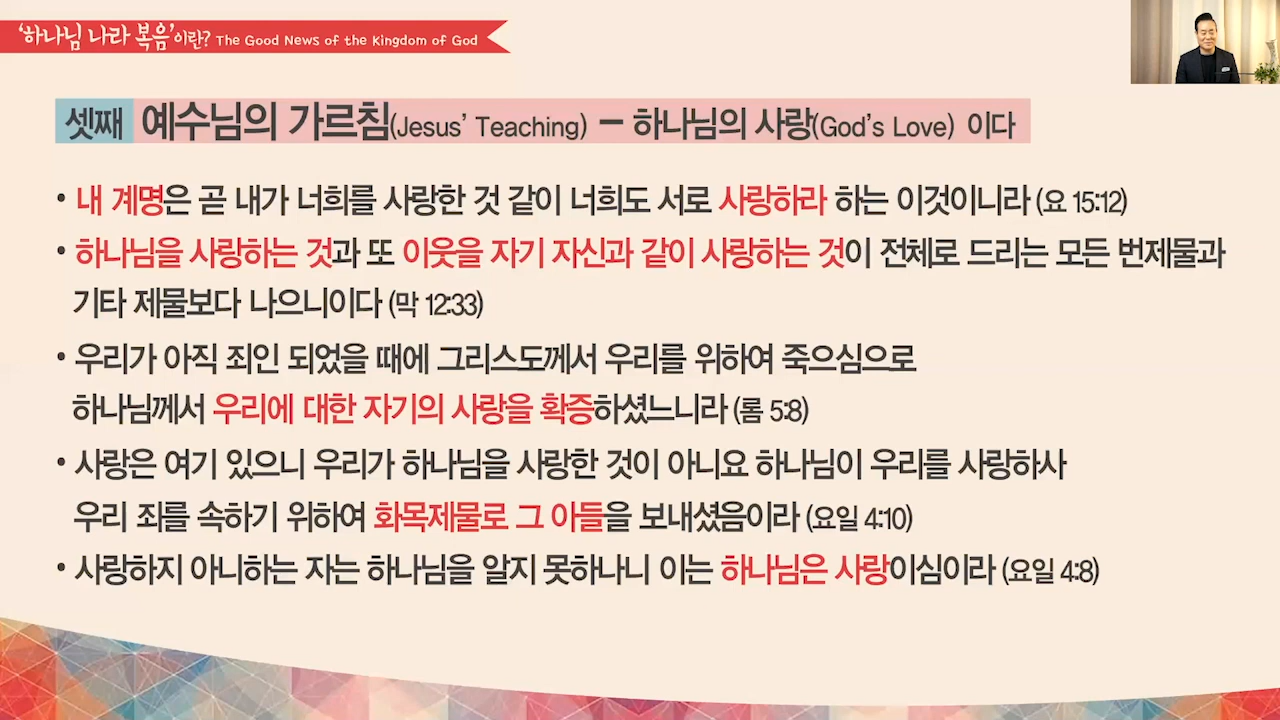 ‘하나님 나라 복음’이란? The Good News of the Kingdom of God
셋째 예수님의 가르침(Jesus’ Teaching) – 하나님의 사랑(God’s Love) 이다
• 내 계명은 곧 내가 너희를 사랑한 것 같이 너희도 서로 사랑하라 하는 이것이니라 (요 15:12)
• 하나님을 사랑하는 것과 또 이웃을 자기 자신과 같이 사랑하는 것이 전체로 드리는 모든 번제물과
기타 제물보다 나으니이다 (막 12:33)
• 우리가 아직 죄인 되었을 때에 그리스도께서 우리를 위하여 죽으심으로
하나님께서 우리에 대한 자기의 사랑을 확증하셨느니라 (롬 5:8)
• 사랑은 여기 있으니 우리가 하나님을 사랑한 것이 아니요 하나님이 우리를 사랑하사
우리 죄를 속하기 위하여 화목제물로 그 아들을 보내셨음이라 (요일 4:10)
• 사랑하지 아니하는 자는 하나님을 알지 못하나니 이는 하나님은 사랑이심이라 (요일 4:8)